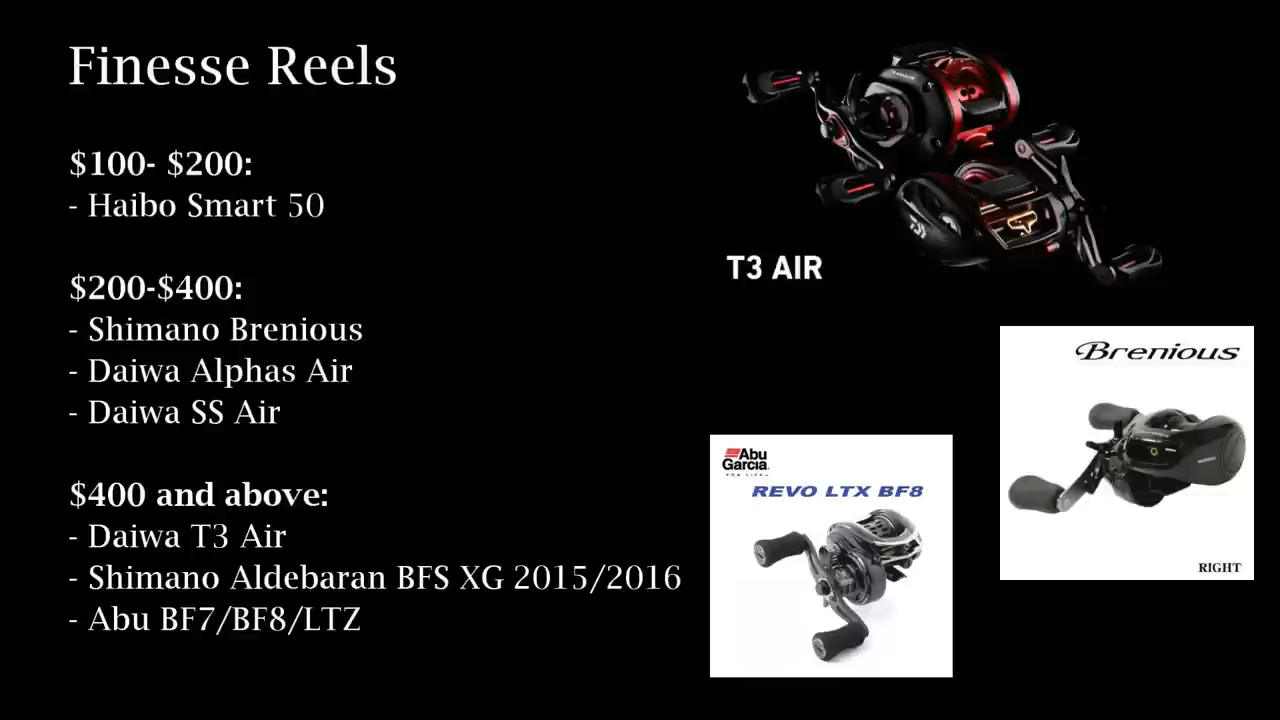 Finesse Reels
$100- $200:
- Haibo Smart 50
$200-$400:
- Shimano Brenious
- Daiwa Alphas Air
- Daiwa SS Air
$400 and above:
- Daiwa T3 Air
- Shimano Aldebaran BFS XG 2015/2016
- Abu BF7/BF8/LTZ
T3 AIR
Brenious
RIGHT
Abu
Garcia
FOR LIFE
REVO LTX BF8